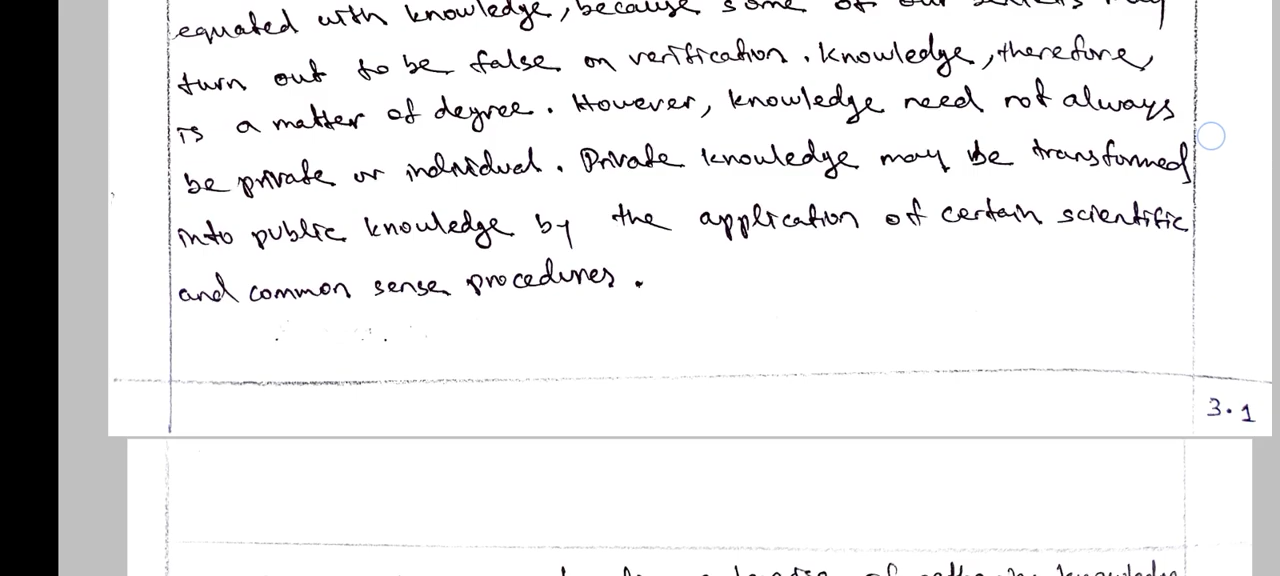 equated with knowledge, because some of our
turn out to be false on verification. Knowledge, therefore,
is a matter of degree. However, knowledge need not always
be private or individual. Private knowledge may be transformed
into public knowledge by the application of certain scientific
and common sense procedures.
3.1